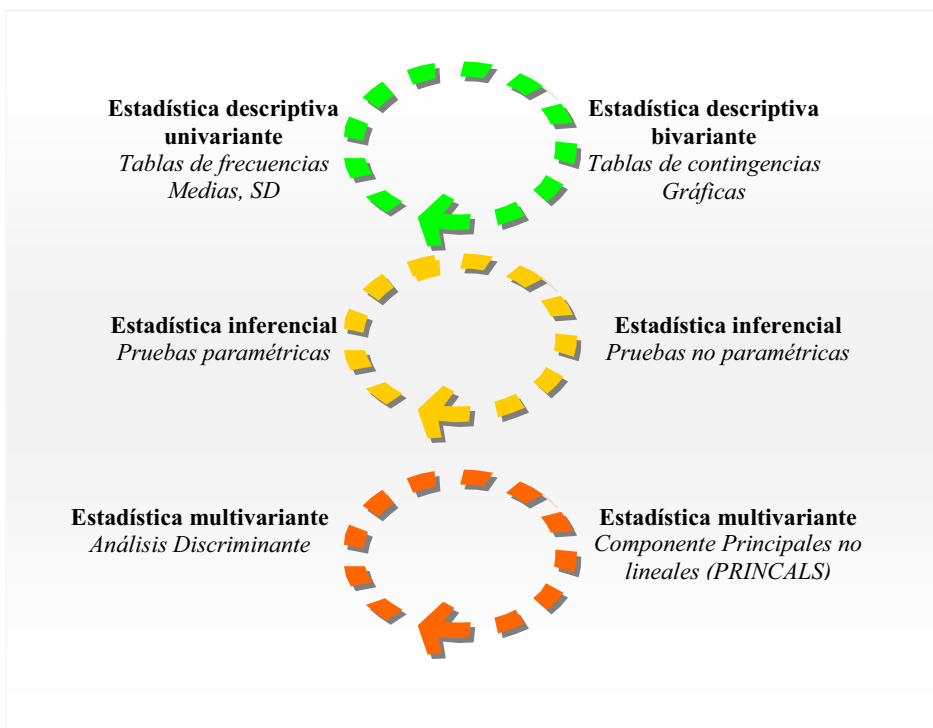 Estadística descriptiva
univariante
Tablas de frecuencias
Medias, SD
Estadística descriptiva
bivariante
Tablas de contingencias
Gráficas
Estadística inferencial
Pruebas paramétricas
Estadística inferencial
Pruebas no paramétricas
Estadística multivariante
Análisis Discriminante
Estadística multivariante
Componente Principales no
lineales (PRINCALS)